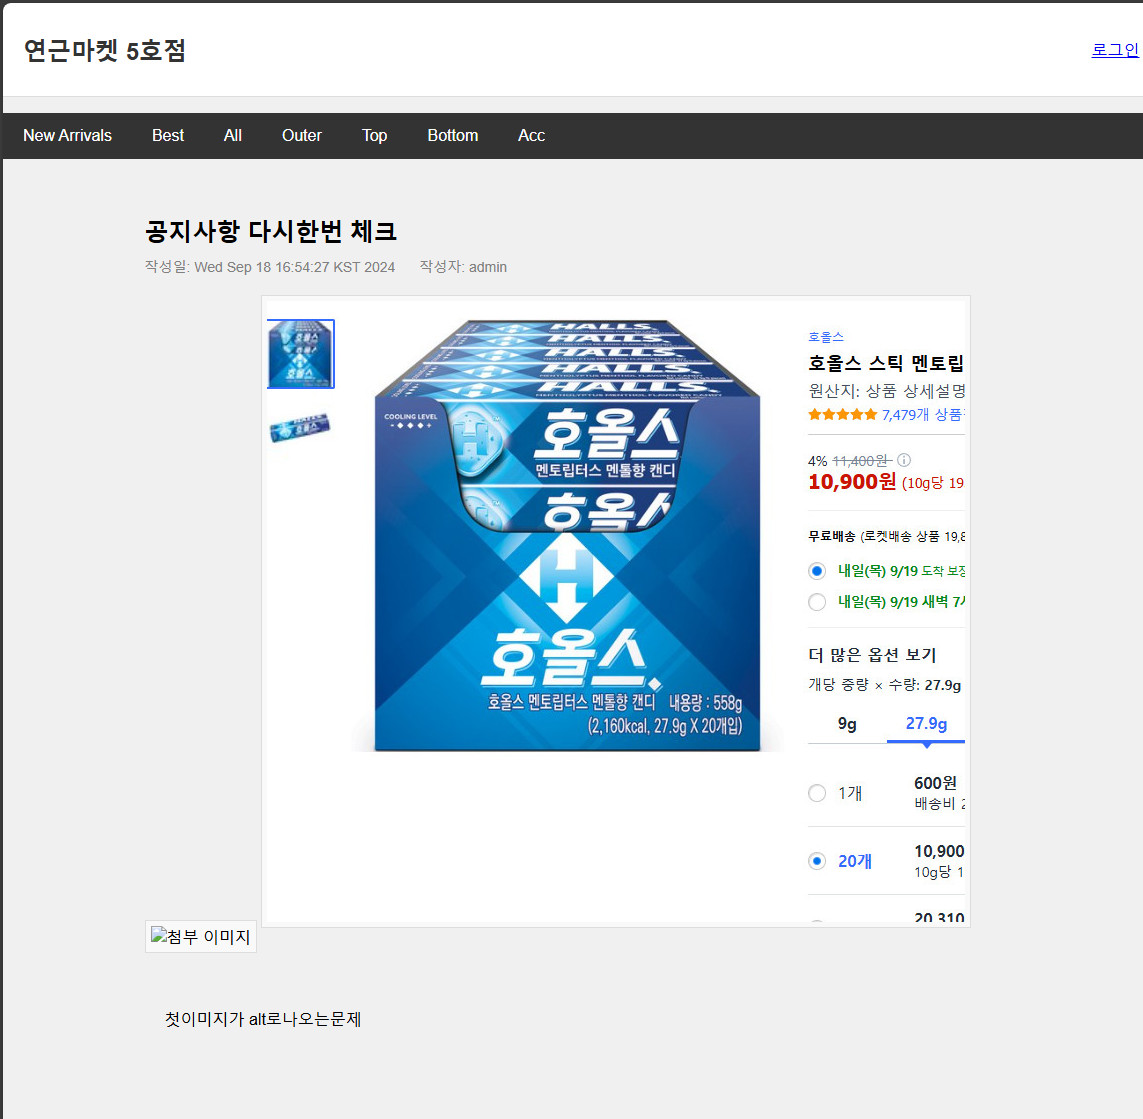 연근마켓 5호점
로그인
New Arrivals Best All Outer Top Bottom Acc
공지사항 다시한번 체크
작성일: Wed Sep 18 16:54:27 KST 2024 작성자: admin
HALLS
HALLS
HALLS
HALLS
HALLS
MENTHOLYPTUS MENTHOL FLAVORED CANDY
COOLING LEVEL
호올스
멘토립터스 멘톨향 캔디
호올스
호올스
호올스 멘토립터스 멘톨향 캔디 내용량 : 558g
(2,160kcal, 27.9g X 20개입)
호올스
호올스 스틱 멘토립
원산지: 상품 상세설명
7,479개 상품
4% 11,400원
10,900원 (10g당 19
무료배송 (로켓배송 상품 19,8
내일(목) 9/19 도착 보장
내일(목) 9/19 새벽 7
더 많은 옵션 보기
개당 중량 × 수량: 27.9g
9g 27.9g
1개 600원
배송비 2
20개 10,900
10g당 1
20,310
첨부 이미지
첫이미지가 alt로나오는문제